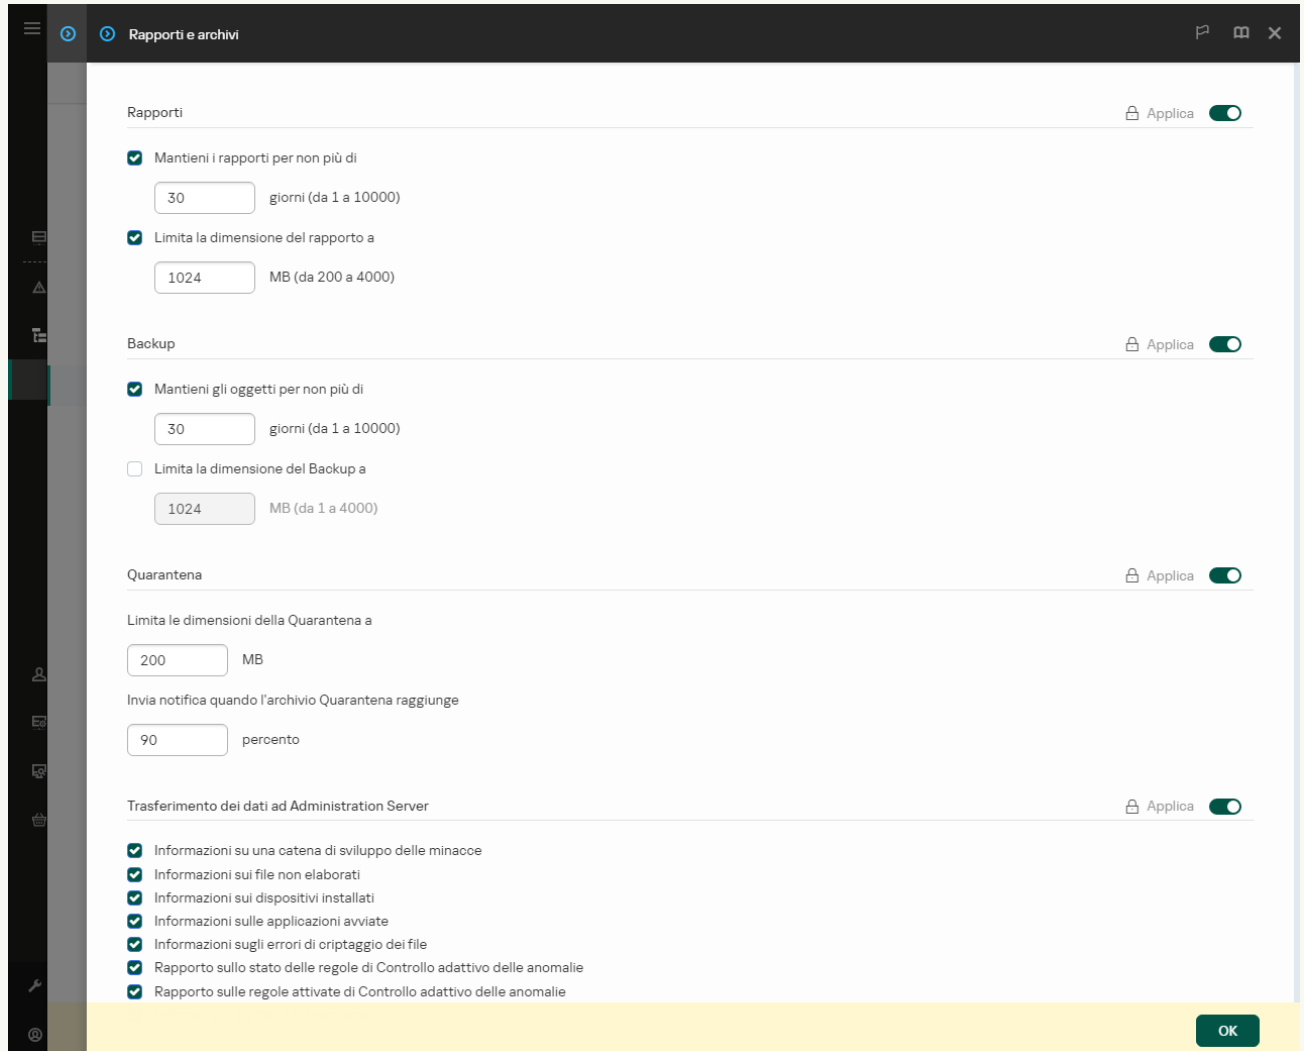 Rapporti e archivi
Rapporti
Applica
Mantieni i rapporti per non più di
30 giorni (da 1 a 10000)
Limita la dimensione del rapporto a
1024 MB (da 200 a 4000)
Backup
Applica
Mantieni gli oggetti per non più di
30 giorni (da 1 a 10000)
Limita la dimensione del Backup a
1024 MB (da 1 a 4000)
Quarantena
Applica
Limita le dimensioni della Quarantena a
200 MB
Invia notifica quando l'archivio Quarantena raggiunge
90 percento
Trasferimento dei dati ad Administration Server
Applica
Informazioni su una catena di sviluppo delle minacce
Informazioni sui file non elaborati
Informazioni sui dispositivi installati
Informazioni sulle applicazioni avviate
Informazioni sugli errori di criptaggio dei file
Rapporto sullo stato delle regole di Controllo adattivo delle anomalie
Rapporto sulle regole attivate di Controllo adattivo delle anomalie
OK